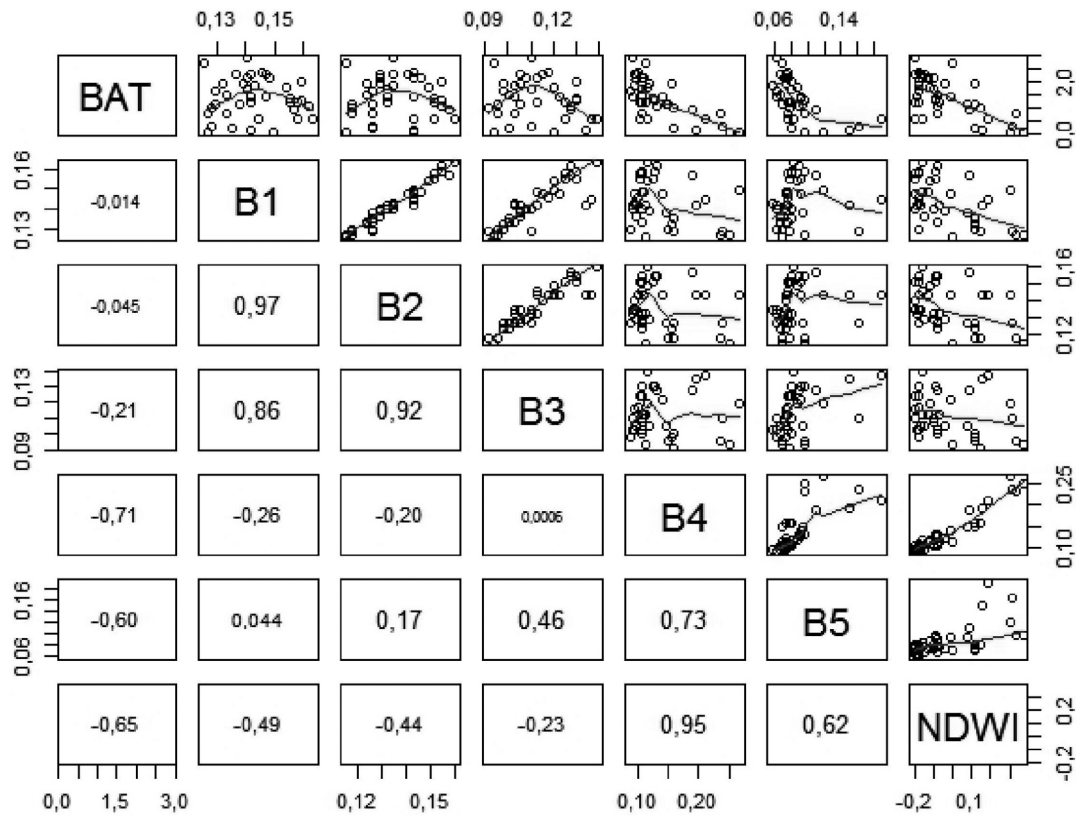 0,13 0,15 0,09 0,12 0,06 0,14
BAT 0,0 2,0
0,13 0,16 -0,014 B1
-0,045 0,97 B2 0,12 0,16
0,09 0,13 -0,21 0,86 0,92 B3
-0,71 -0,26 -0,20 0,0006 B4 0,10 0,25
0,06 0,16 -0,60 0,044 0,17 0,46 0,73 B5
-0,65 -0,49 -0,44 -0,23 0,95 0,62 NDWI -0,2 0,2
0,0 1,5 3,0 0,12 0,15 0,10 0,20 -0,2 0,1